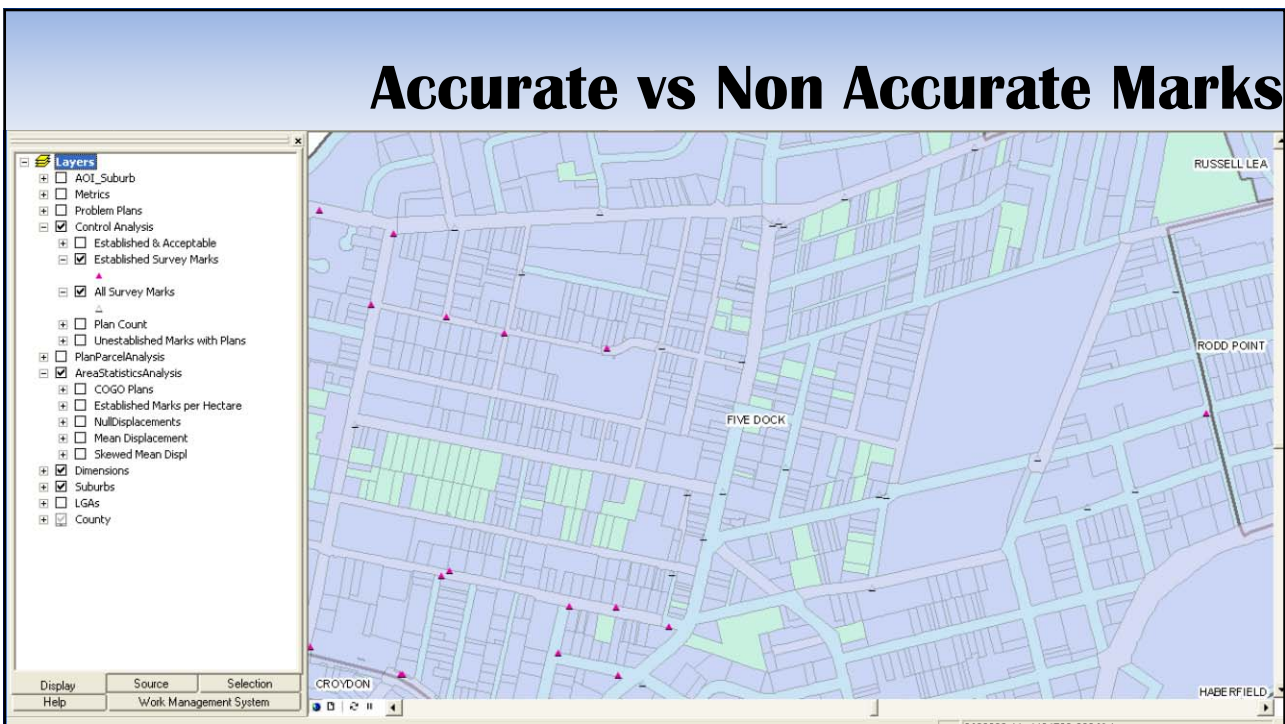 Accurate vs Non Accurate Marks
Layers
AOI_Suburb
Metrics
Problem Plans
Control Analysis
Established & Acceptable
Established Survey Marks
All Survey Marks
Plan Count
Unestablished Marks with Plans
PlanParcelAnalysis
AreaStatisticsAnalysis
COGO Plans
Established Marks per Hectare
NullDisplacements
Mean Displacement
Skewed Mean Displ
Dimensions
Suburbs
LGAs
County
Display Source Selection
Help Work Management System
RUSSELL LEA
RODD POINT
FIVE DOCK
CROYDON
HABERFIELD